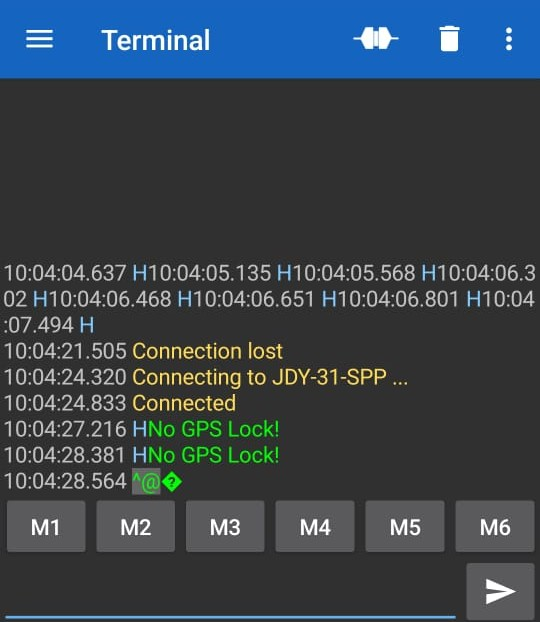 Terminal
10:04:04.637 H10:04:05.135 H10:04:05.568 H10:04:06.3
02 H10:04:06.468 H10:04:06.651 H10:04:06.801 H10:04
:07.494 H
10:04:21.505 Connection lost
10:04:24.320 Connecting to JDY-31-SPP ...
10:04:24.833 Connected
10:04:27.216 HNo GPS Lock!
10:04:28.381 HNo GPS Lock!
10:04:28.564 ^@�
M1 M2 M3 M4 M5 M6